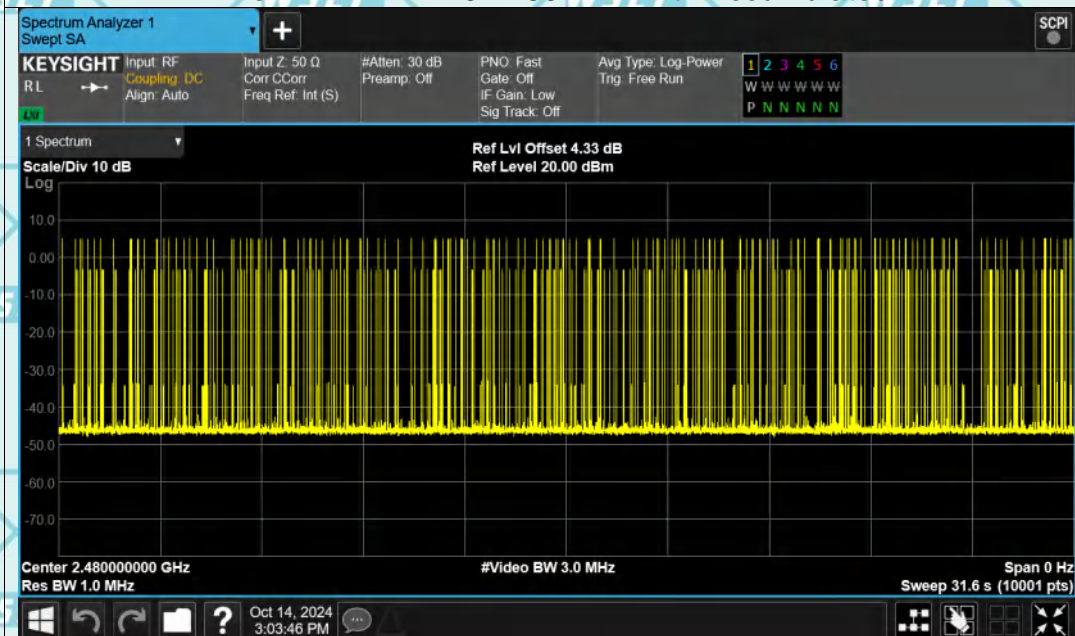 Spectrum Analyzer 1
Swept SA
+
SCPI
KEYSIGHT
RL
LXI
Input: RF
Coupling: DC
Align: Auto
Input Z: 50 Ω
Corr CCorr
Freq Ref: Int (S)
#Atten: 30 dB
Preamp: Off
PNO: Fast
Gate: Off
IF Gain: Low
Sig Track: Off
Avg Type: Log-Power
Trig: Free Run
1 2 3 4 5 6
W W W W W W
P N N N N N
1 Spectrum
Scale/Div 10 dB
Ref Lvl Offset 4.33 dB
Ref Level 20.00 dBm
Log
10.0
0.00
-10.0
-20.0
-30.0
-40.0
-50.0
-60.0
-70.0
Center 2.480000000 GHz
#Video BW 3.0 MHz
Span 0 Hz
Res BW 1.0 MHz
Sweep 31.6 s (10001 pts)
?
Oct 14, 2024
3:03:46 PM